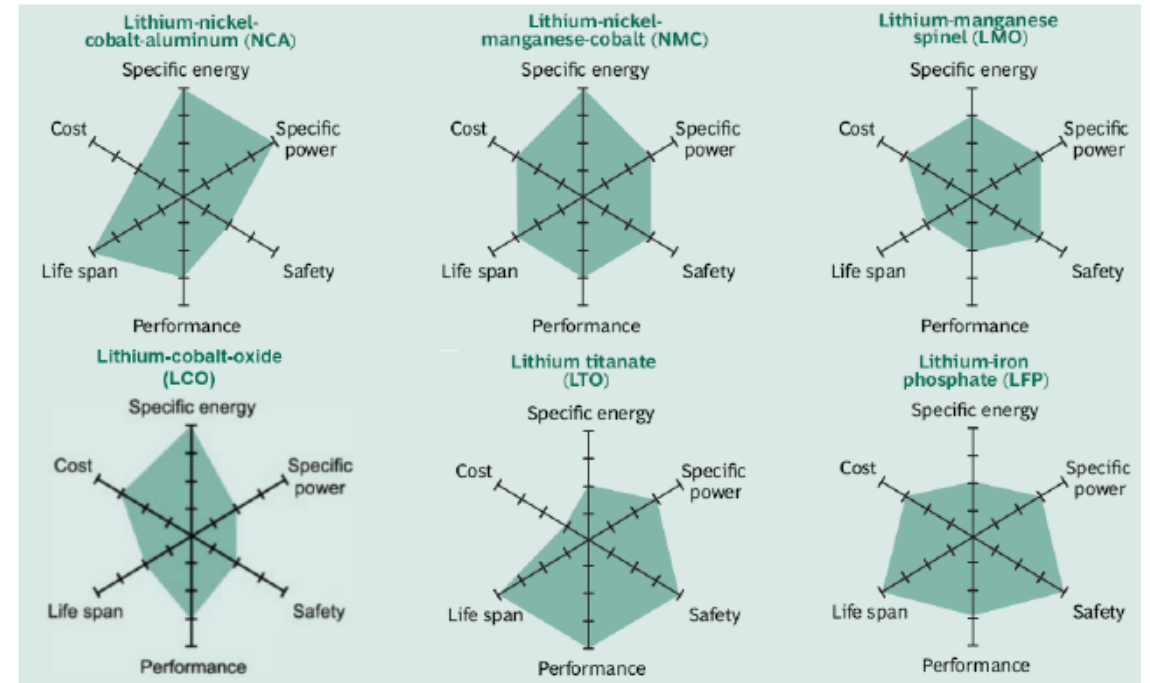 Lithium-nickel-
cobalt-aluminum (NCA)
Specific energy
Cost
Specific
power
Life span
Safety
Performance
Lithium-nickel-
manganese-cobalt (NMC)
Specific energy
Cost
Specific
power
Life span
Safety
Performance
Lithium-manganese
spinel (LMO)
Specific energy
Cost
Specific
power
Life span
Safety
Performance
Lithium-cobalt-oxide
(LCO)
Specific energy
Cost
Specific
power
Life span
Safety
Performance
Lithium titanate
(LTO)
Specific energy
Cost
Specific
power
Life span
Safety
Performance
Lithium-iron
phosphate (LFP)
Specific energy
Cost
Specific
power
Life span
Safety
Performance